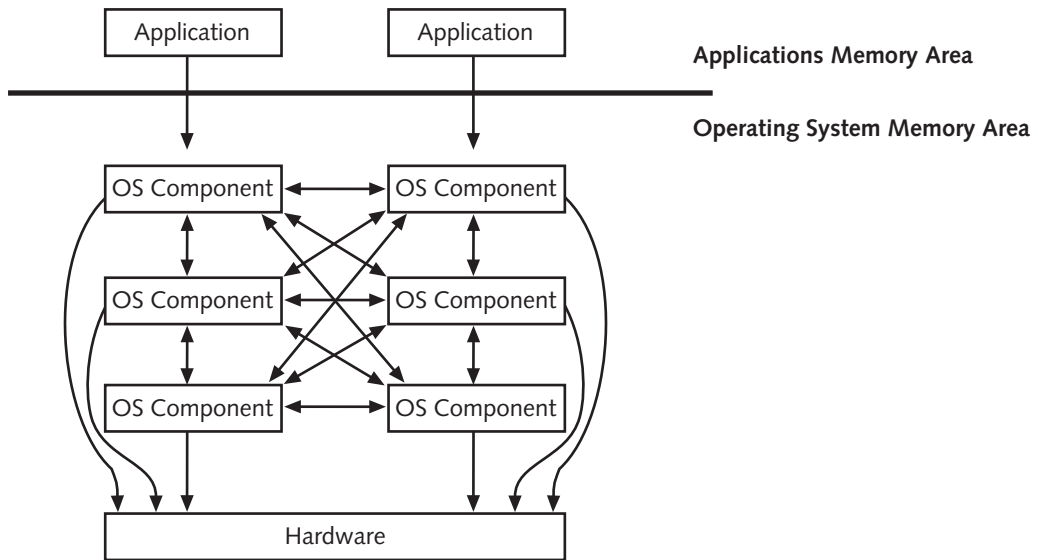 Application
Application
Applications Memory Area
Operating System Memory Area
OS Component
OS Component
OS Component
OS Component
OS Component
OS Component
Hardware